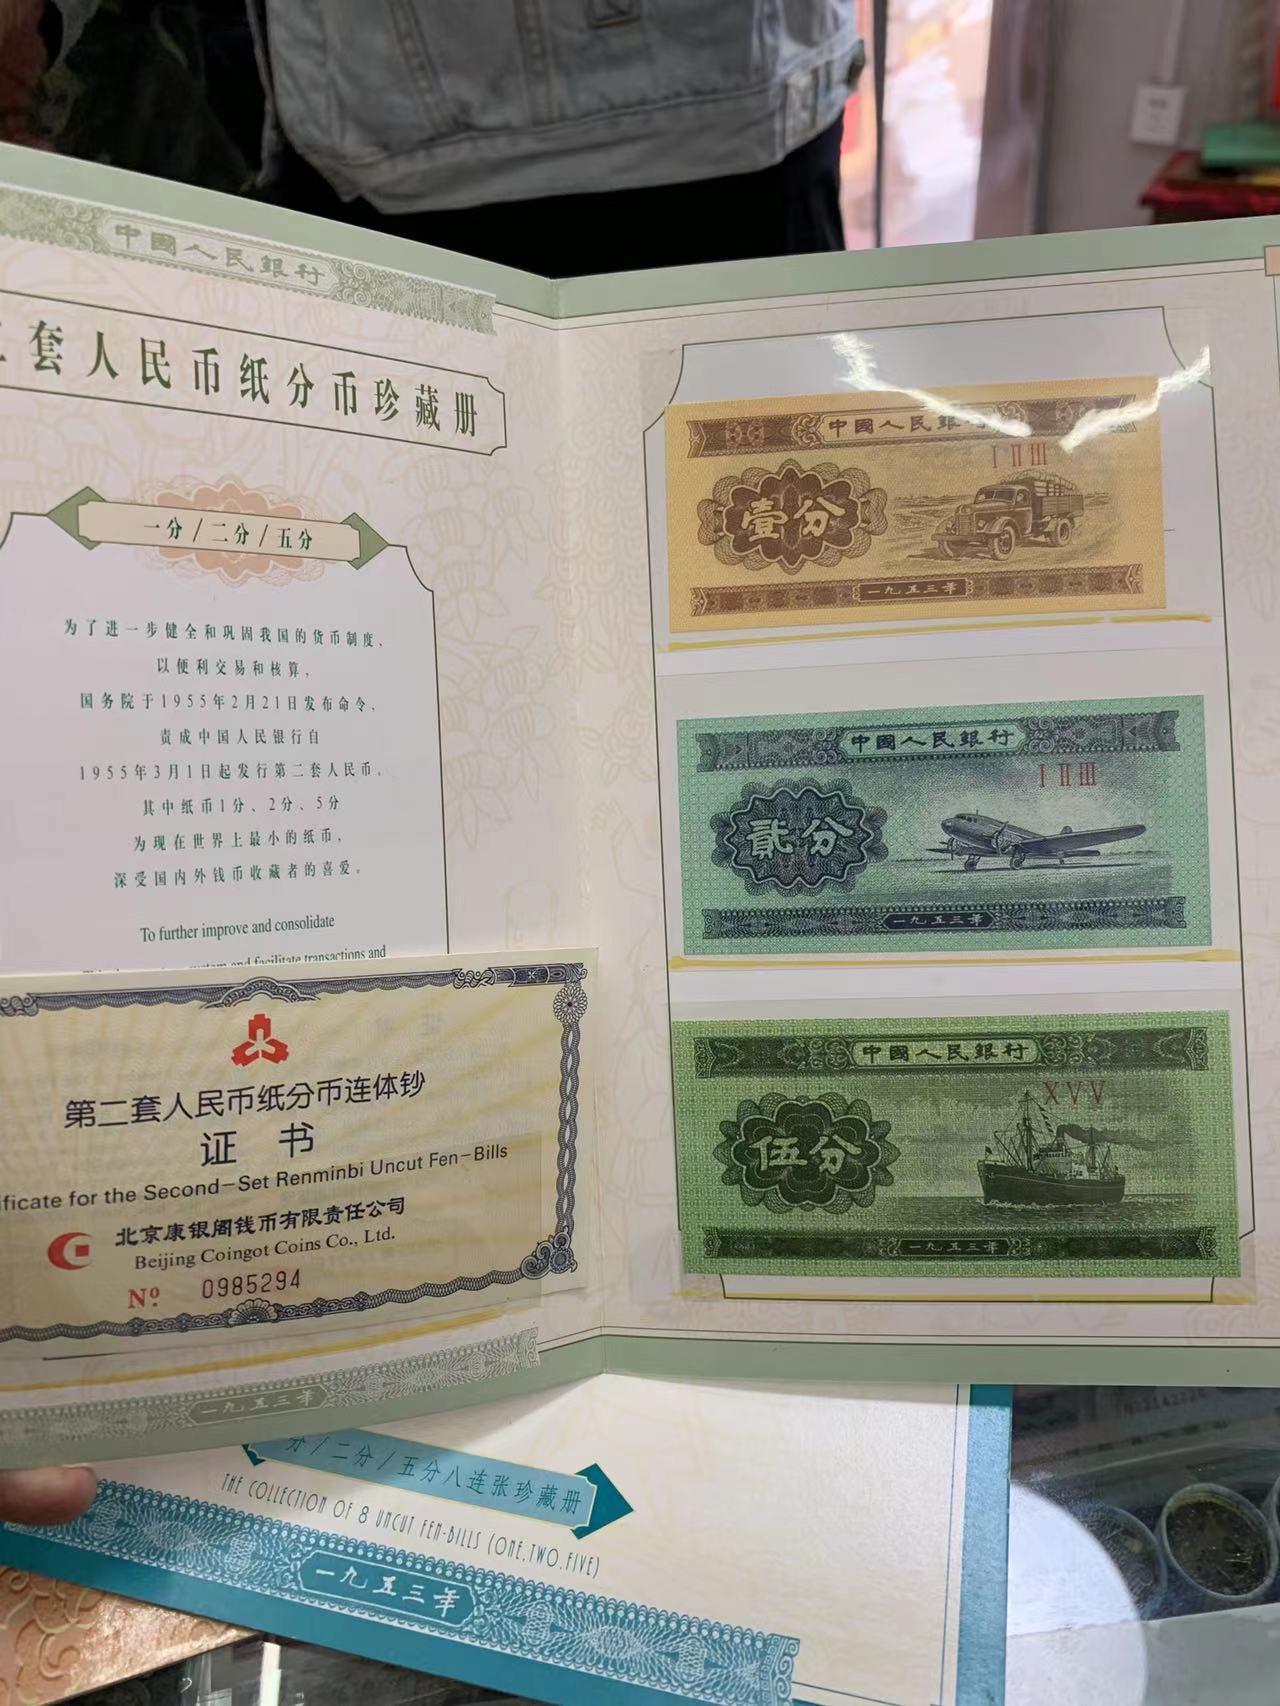 中國人民銀行
套人民币纸分币珍藏册
一分/二分/五分
为了进一步健全和巩固我国的货币制度，
以便利交易和核算，
国务院于1955年2月21日发布命令，
责成中国人民银行自
1955年3月1日起发行第二套人民币，
其中纸币1分、2分、5分
为现在世界上最小的纸币，
深受国内外钱币收藏者的喜爱。
To further improve and consolidate
system and facilitate transactions and
第二套人民币纸分币连体钞
证书
ificate for the Second-Set Renminbi Uncut Fen-Bills
北京康银阁钱币有限责任公司
Beijing Coingot Coins Co., Ltd.
Nº 0985294
一九五三年
中國人民銀行
I II III
壹分
一九五三年
中國人民銀行
I II III
貳分
一九五三年
中國人民銀行
X V V
伍分
一九五三年
分/二分/五分八连张珍藏册
THE COLLECTION OF 8 UNCUT FEN-BILLS (ONE.TWO.FIVE)
一九五三年